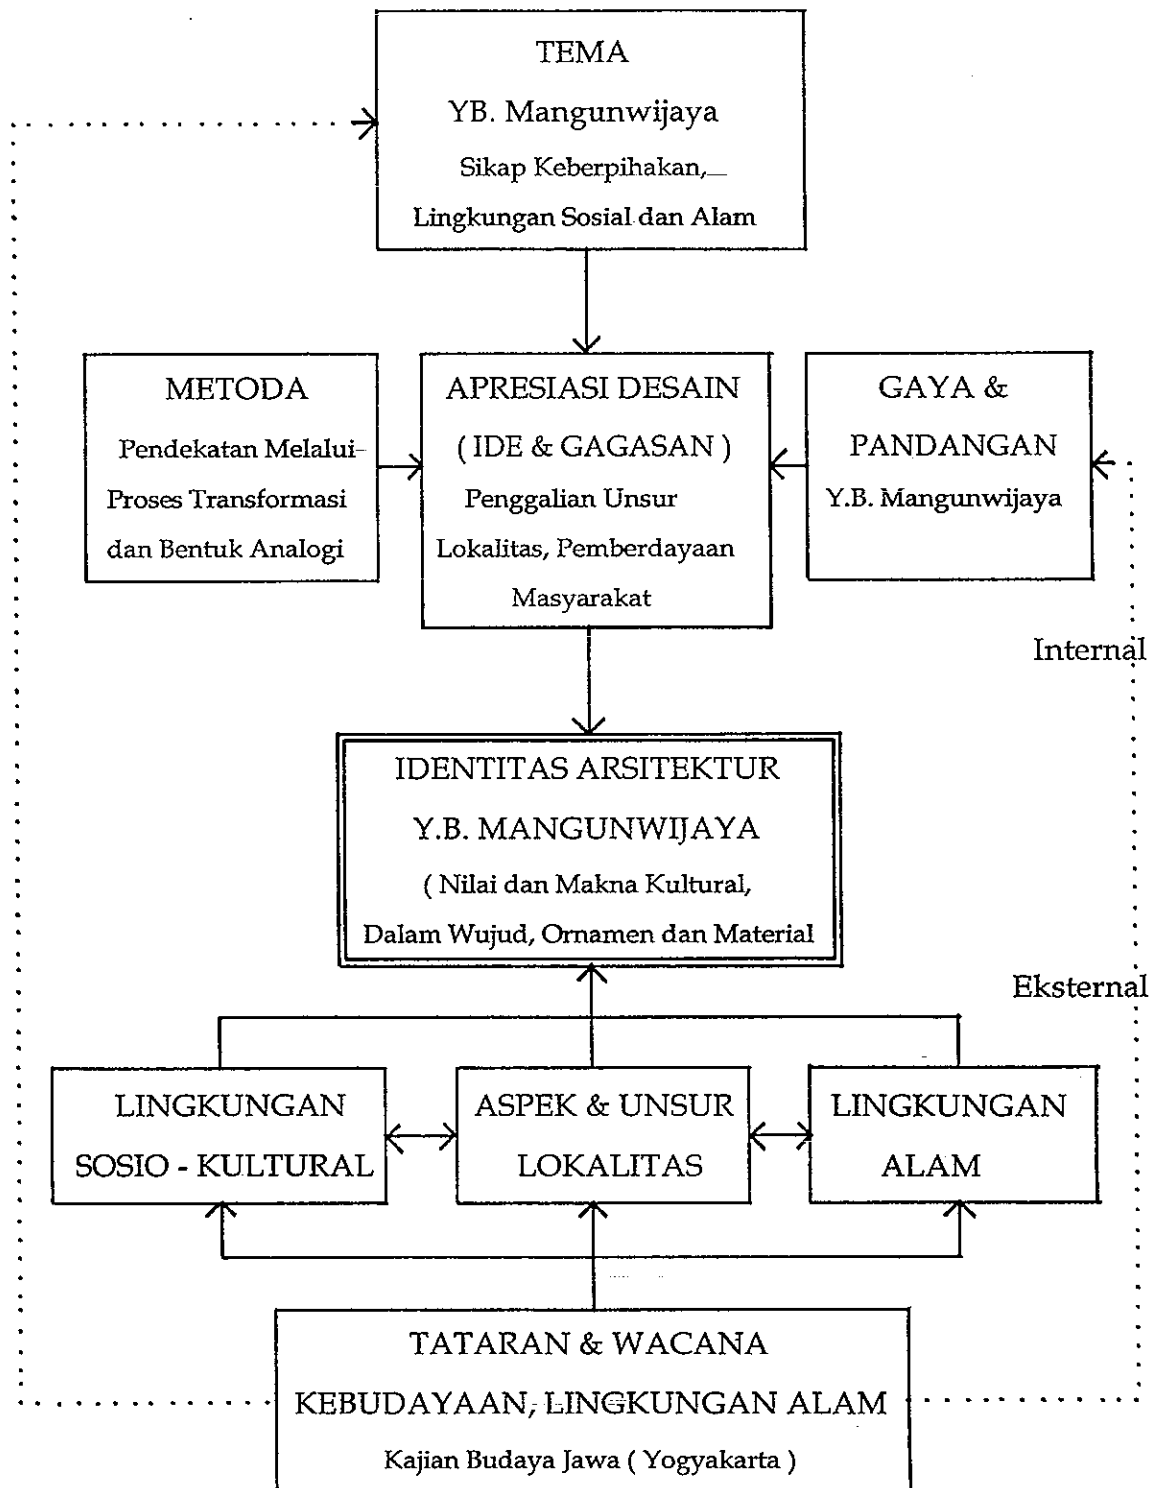 TEMA
YB. Mangunwijaya
Sikap Keberpihakan,
Lingkungan Sosial dan Alam
METODA
Pendekatan Melalui-
Proses Transformasi
dan Bentuk Analogi
APRESIASI DESAIN
( IDE & GAGASAN )
Penggalian Unsur
Lokalitas, Pemberdayaan
Masyarakat
GAYA &
PANDANGAN
Y.B. Mangunwijaya
Internal
IDENTITAS ARSITEKTUR
Y.B. MANGUNWIJAYA
( Nilai dan Makna Kultural,
Dalam Wujud, Ornamen dan Material
Eksternal
LINGKUNGAN
SOSIO - KULTURAL
ASPEK & UNSUR
LOKALITAS
LINGKUNGAN
ALAM
TATARAN & WACANA
KEBUDAYAAN, LINGKUNGAN ALAM
Kajian Budaya Jawa ( Yogyakarta )